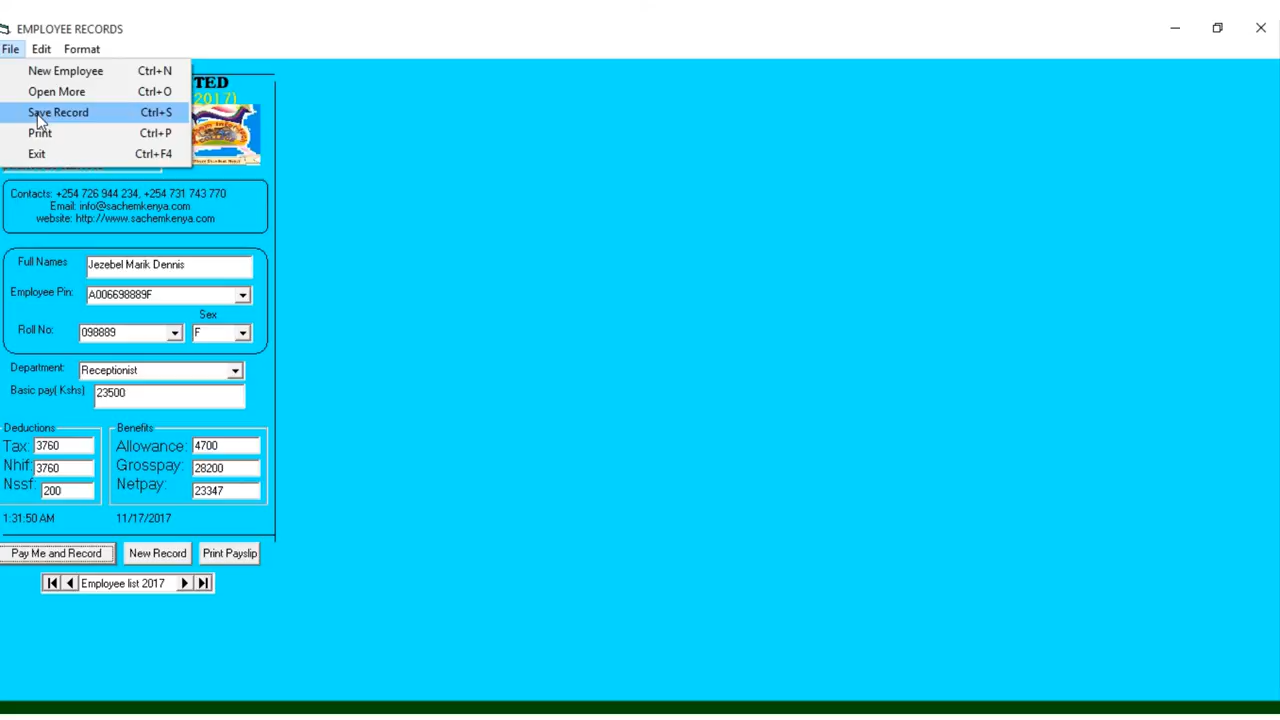 EMPLOYEE RECORDS
File Edit Format
New Employee Ctrl+N
Open More Ctrl+O
Save Record Ctrl+S
Print Ctrl+P
Exit Ctrl+F4
TED
2017)
Contacts: +254 726 944 234, +254 731 743 770
Email: info@sachemkenya.com
website: http://www.sachemkenya.com
Full Names Jezebel Marik Dennis
Employee Pin: A006698889F
Sex
Roll No: 098889 F
Department: Receptionist
Basic pay( Kshs) 23500
Deductions Benefits
Tax: 3760 Allowance: 4700
Nhif: 3760 Grosspay: 28200
Nssf: 200 Netpay: 23347
1:31:50 AM 11/17/2017
Pay Me and Record New Record Print Payslip
Employee list 2017